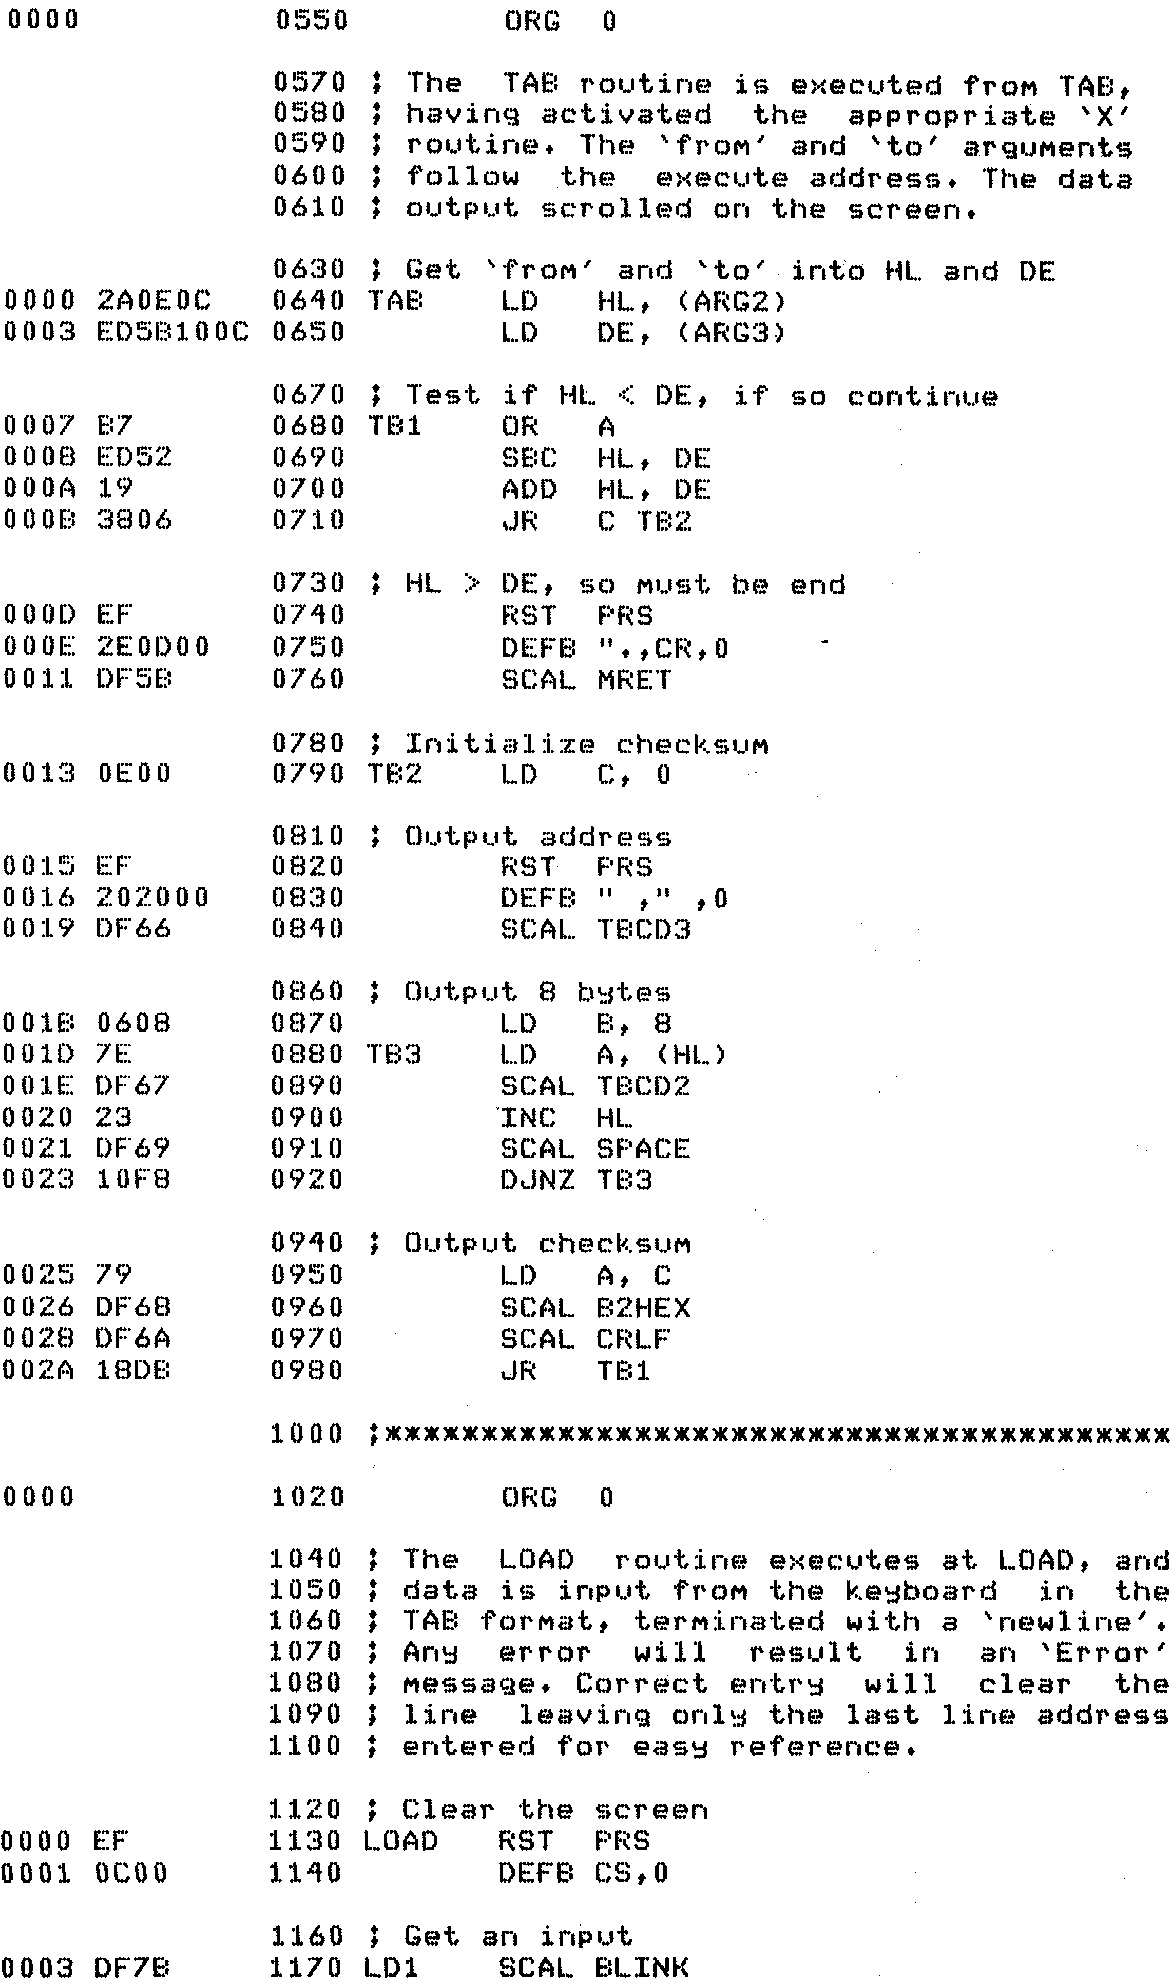 0000          0550        ORG  0
0570 ; The  TAB routine is executed from TAB,
0580 ; having activated  the  appropriate `X'
0590 ; routine. The `from' and `to' arguments
0600 ; follow  the  execute address. The data
0610 ; output scrolled on the screen.
0630 ; Get `from' and `to' into HL and DE
0000 2A0E0C   0640 TAB    LD   HL, (ARG2)
0003 ED5B100C 0650        LD   DE, (ARG3)
0670 ; Test if HL < DE, if so continue
0007 B7       0680 TB1    OR   A
0008 ED52     0690        SBC  HL, DE
000A 19       0700        ADD  HL, DE
000B 3806     0710        JR   C TB2
0730 ; HL > DE, so must be end
000D EF       0740        RST  PRS
000E 2E0D00   0750        DEFB ".,CR,0
0011 DF5B     0760        SCAL MRET
0780 ; Initialize checksum
0013 0E00     0790 TB2    LD   C, 0
0810 ; Output address
0015 EF       0820        RST  PRS
0016 202000   0830        DEFB " ," ,0
0019 DF66     0840        SCAL TBCD3
0860 ; Output 8 bytes
001B 0608     0870        LD   B, 8
001D 7E       0880 TB3    LD   A, (HL)
001E DF67     0890        SCAL TBCD2
0020 23       0900        INC  HL
0021 DF69     0910        SCAL SPACE
0023 10F8     0920        DJNZ TB3
0940 ; Output checksum
0025 79       0950        LD   A, C
0026 DF68     0960        SCAL B2HEX
0028 DF6A     0970        SCAL CRLF
002A 18DB     0980        JR   TB1
1000 ;*****************************************
0000          1020        ORG  0
1040 ; The  LOAD  routine executes at LOAD, and
1050 ; data is input from the keyboard  in  the
1060 ; TAB format, terminated with a `newline'.
1070 ; Any  error  will  result  in  an `Error'
1080 ; message. Correct entry  will  clear  the
1090 ; line  leaving only the last line address
1100 ; entered for easy reference.
1120 ; Clear the screen
0000 EF       1130 LOAD   RST  PRS
0001 0C00     1140        DEFB CS,0
1160 ; Get an input
0003 DF7B     1170 LD1    SCAL BLINK